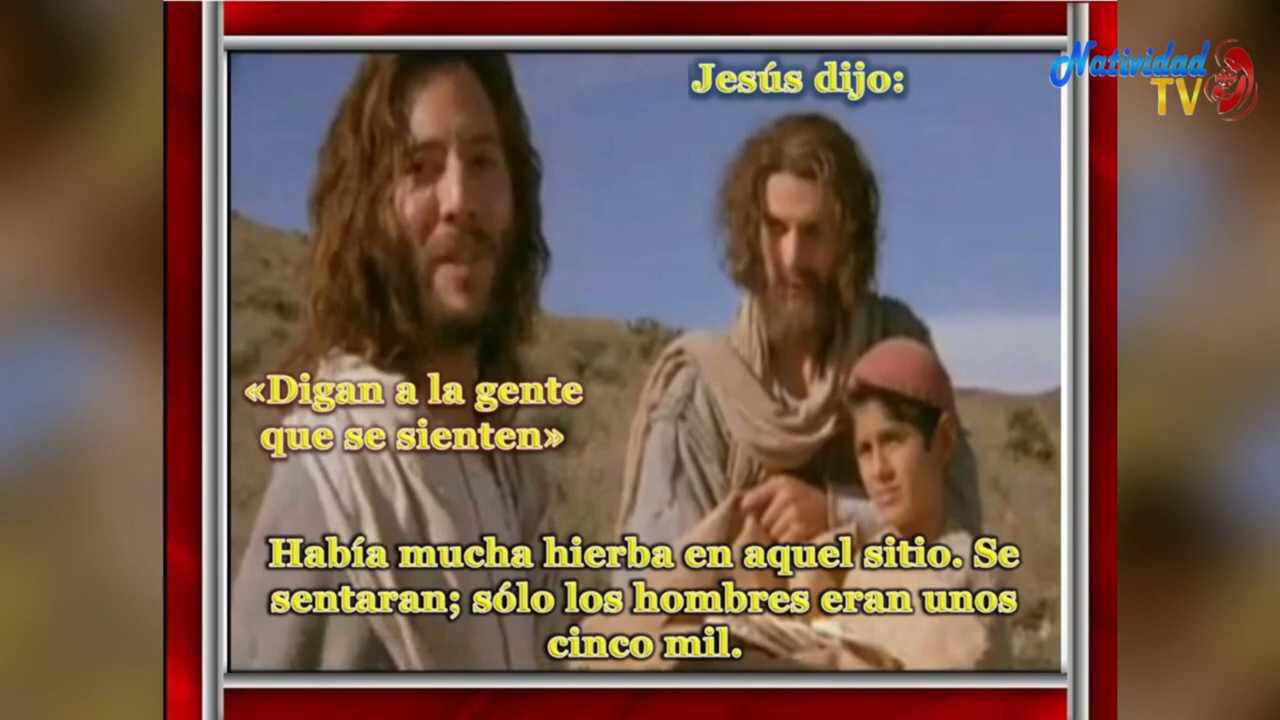 Natividad
TV
Jesús dijo:
«Digan a la gente
que se sienten»
Había mucha hierba en aquel sitio. Se
sentaran; sólo los hombres eran unos
cinco mil.